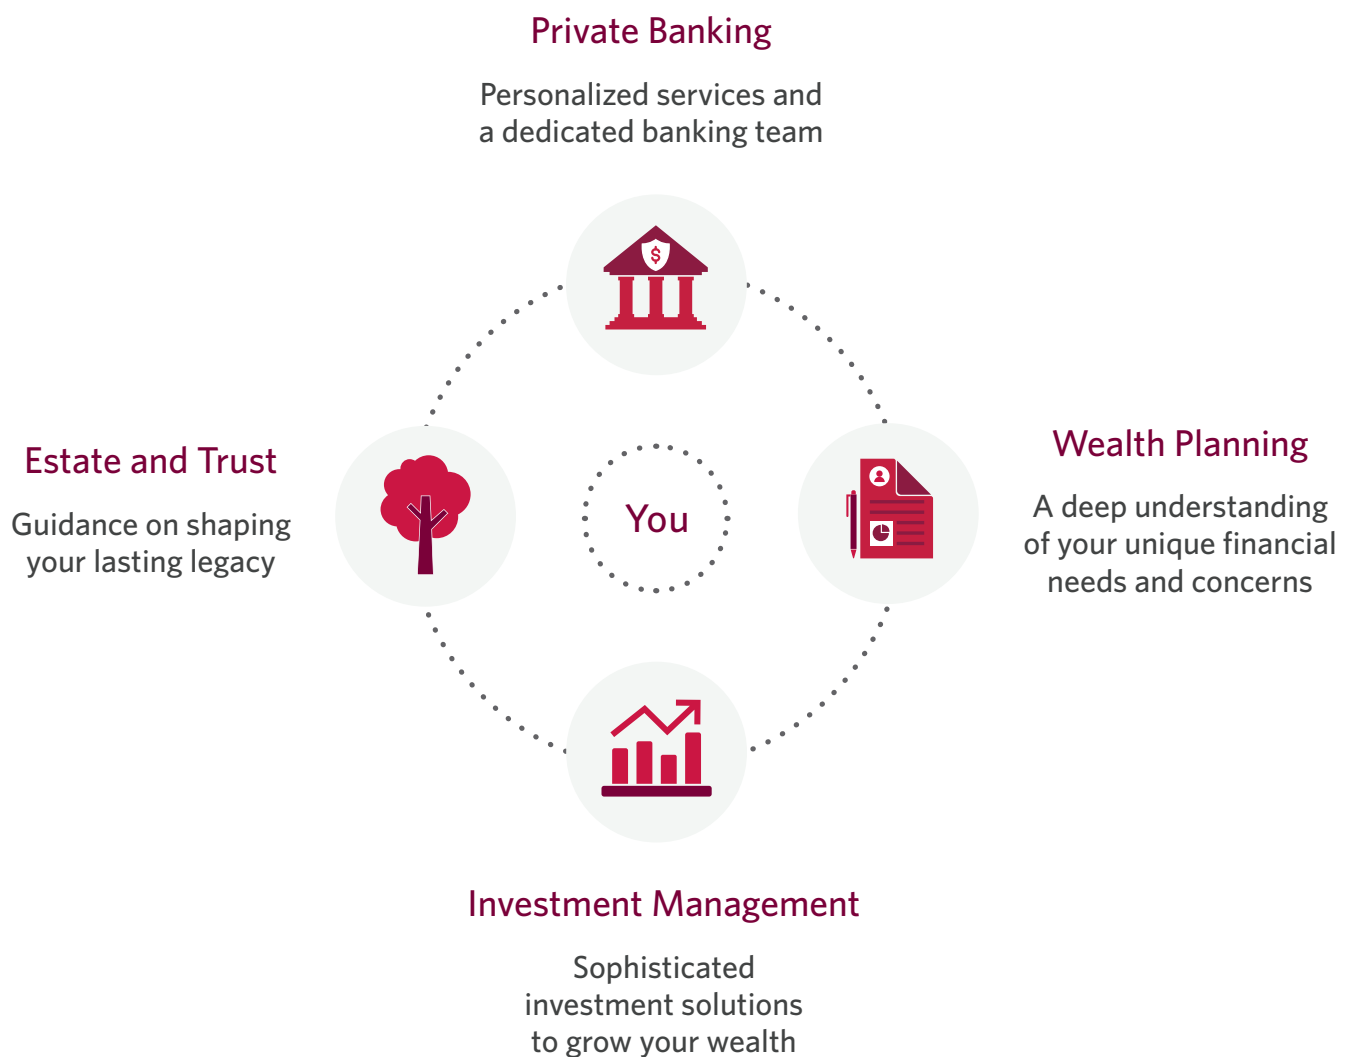 Private Banking
Personalized services and
a dedicated banking team
$
Estate and Trust
Guidance on shaping
your lasting legacy
You
Wealth Planning
A deep understanding
of your unique financial
needs and concerns
Investment Management
Sophisticated
investment solutions
to grow your wealth